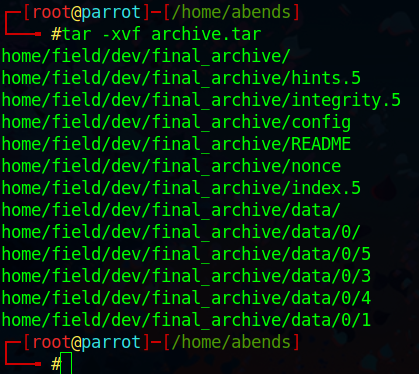 ┌─[root@parrot]─[/home/abends]
└──╼ #tar -xvf archive.tar
home/field/dev/final_archive/
home/field/dev/final_archive/hints.5
home/field/dev/final_archive/integrity.5
home/field/dev/final_archive/config
home/field/dev/final_archive/README
home/field/dev/final_archive/nonce
home/field/dev/final_archive/index.5
home/field/dev/final_archive/data/
home/field/dev/final_archive/data/0/
home/field/dev/final_archive/data/0/5
home/field/dev/final_archive/data/0/3
home/field/dev/final_archive/data/0/4
home/field/dev/final_archive/data/0/1
┌─[root@parrot]─[/home/abends]
└──╼ #